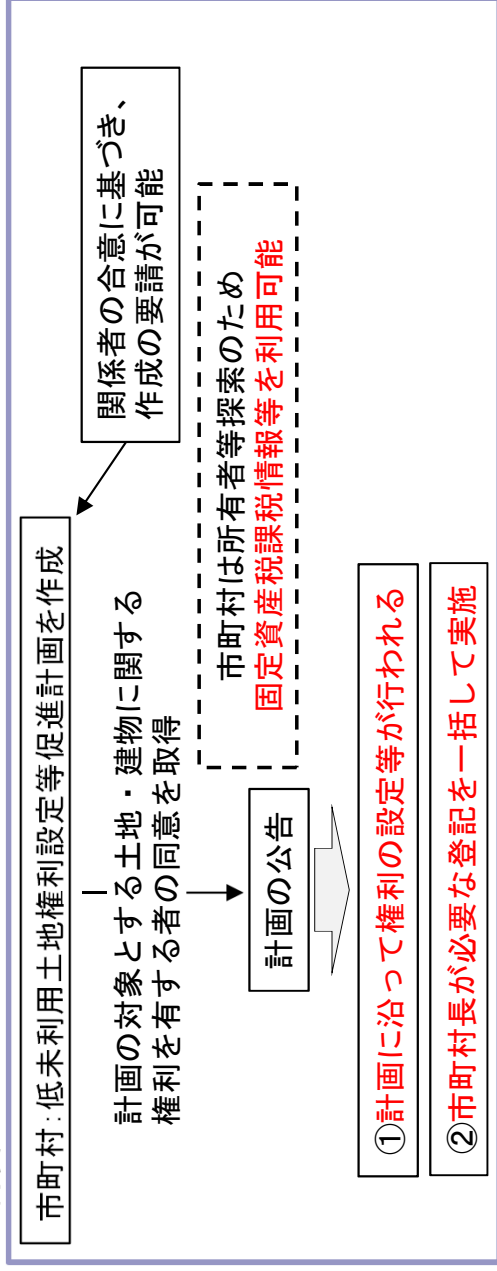 市町村：低未利用土地権利設定等促進計画を作成
関係者の合意に基づき、
作成の要請が可能
計画の対象とする土地・建物に関する
権利を有する者の同意を取得
市町村は所有者等探索のため
固定資産税課税情報等を利用可能
計画の公告
①計画に沿って権利の設定等が行われる
②市町村長が必要な登記を一括して実施